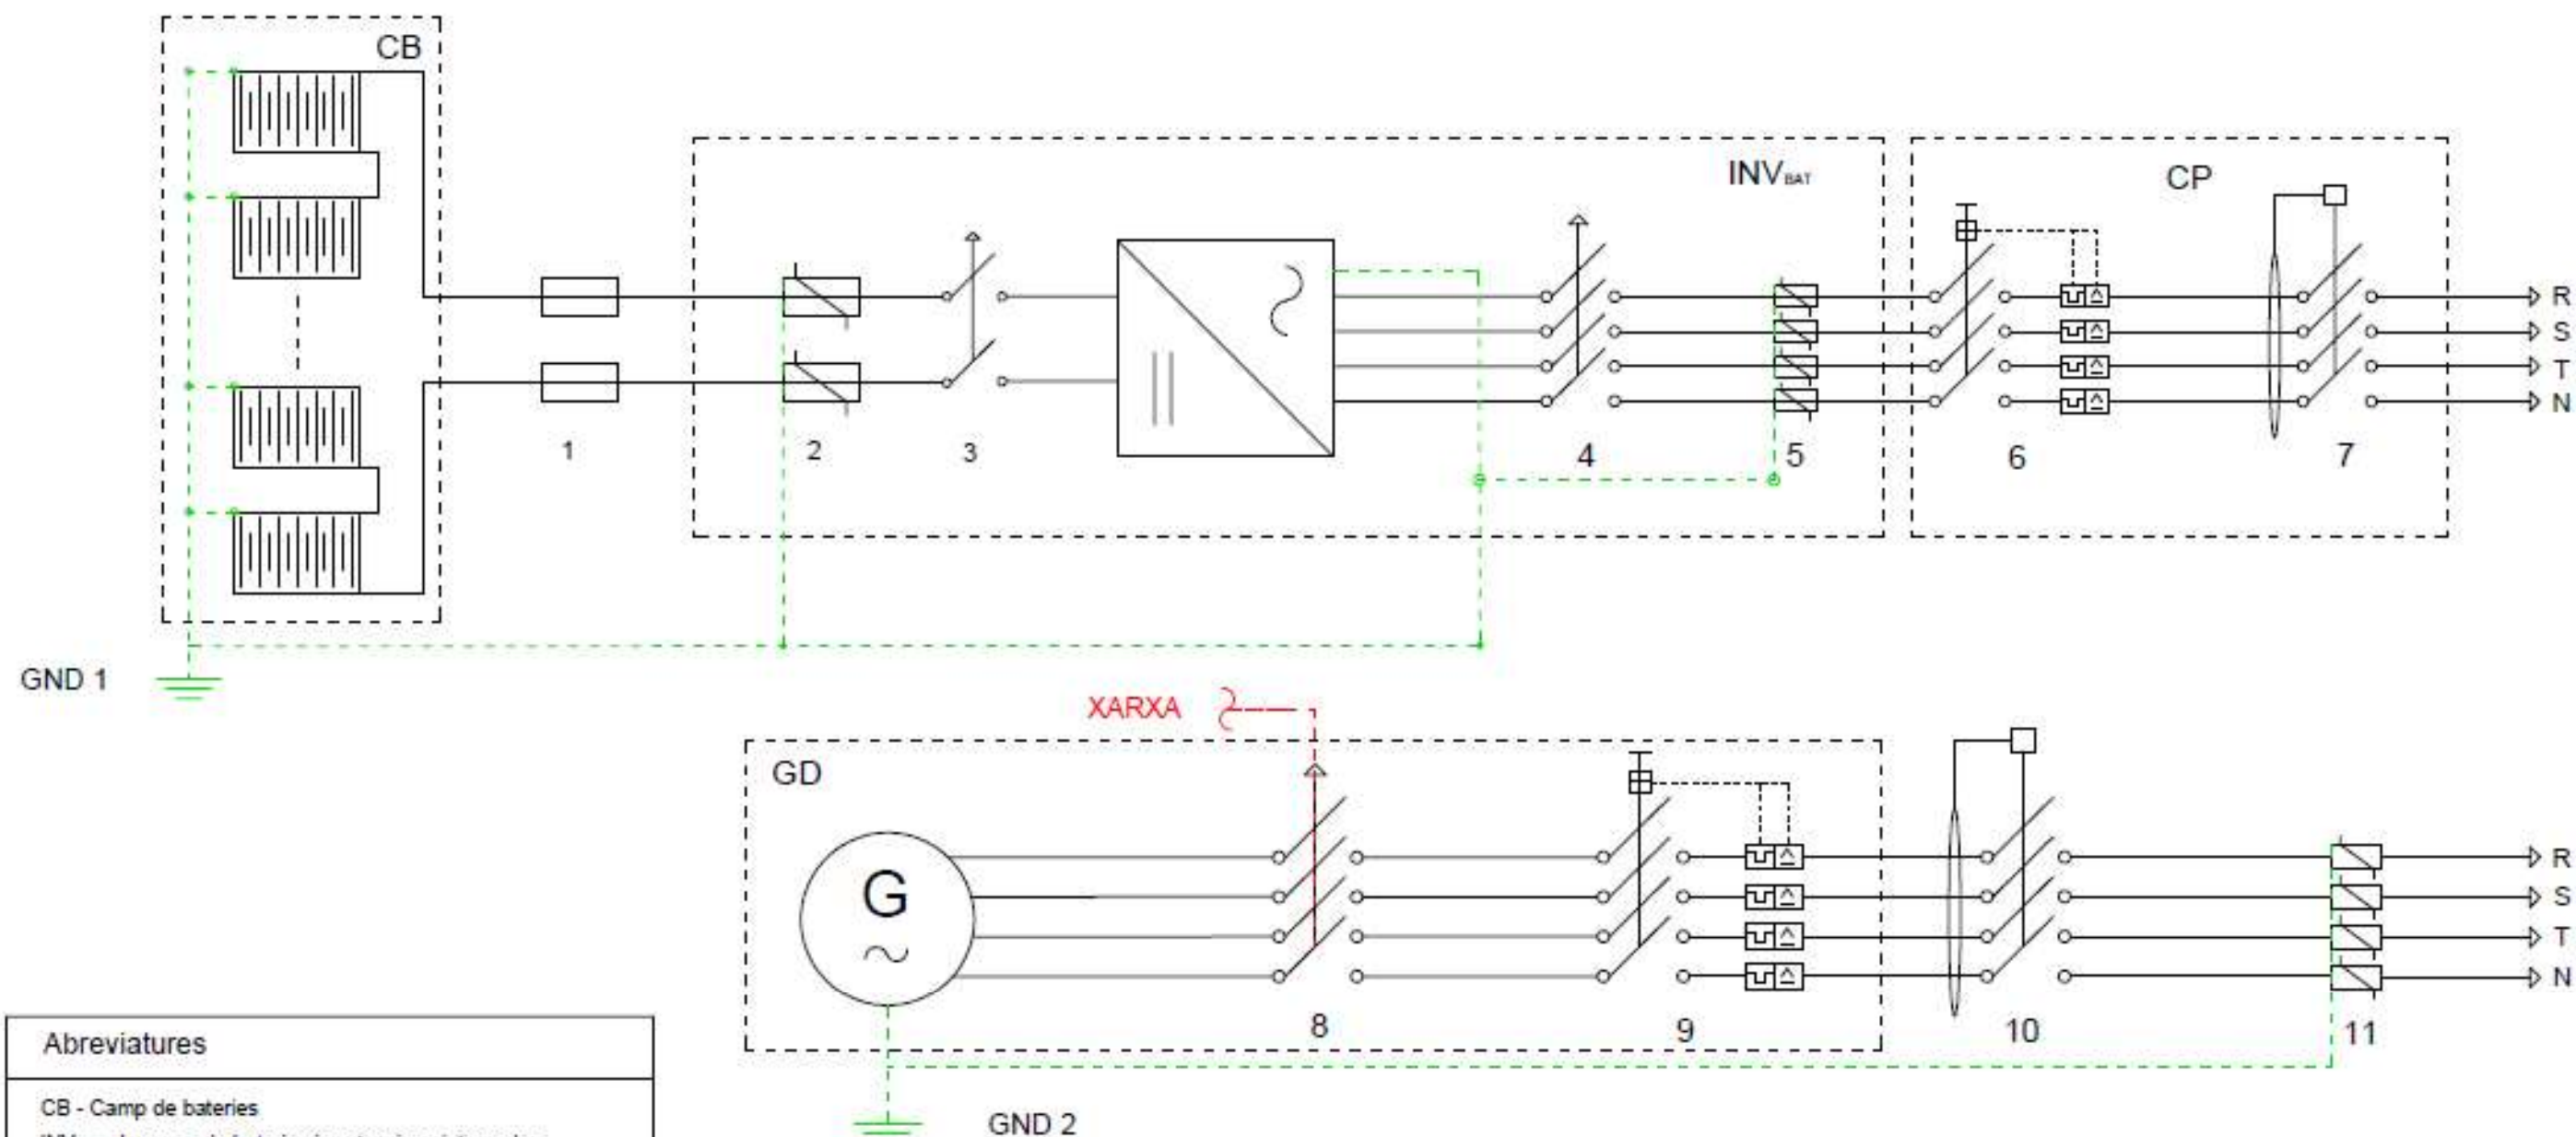 CB
INVBAT
CP
R
S
T
N
1
2
3
4
5
6
7
GND 1
XARXA
GD
G
R
S
T
N
8
9
10
11
GND 2
Abreviatures
CB - Camp de bateries